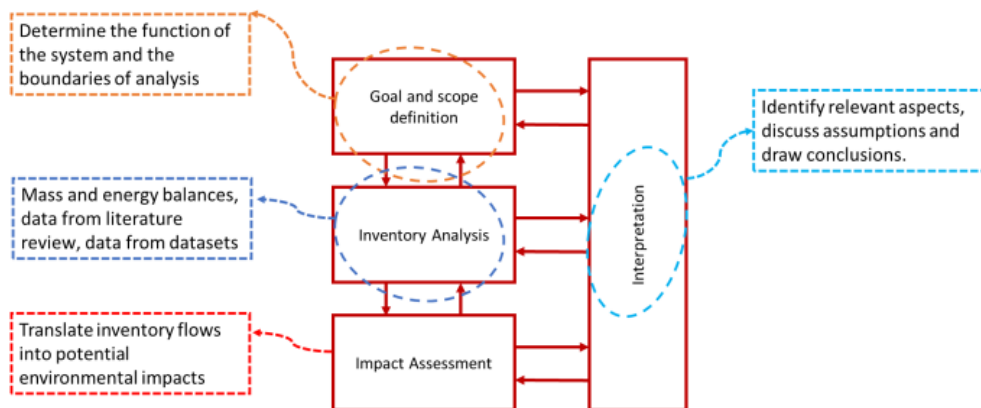 Determine the function of
the system and the
boundaries of analysis
Goal and scope
definition
Identify relevant aspects,
discuss assumptions and
draw conclusions.
Mass and energy balances,
data from literature
review, data from datasets
Inventory Analysis
Interpretation
Translate inventory flows
into potential
environmental impacts
Impact Assessment